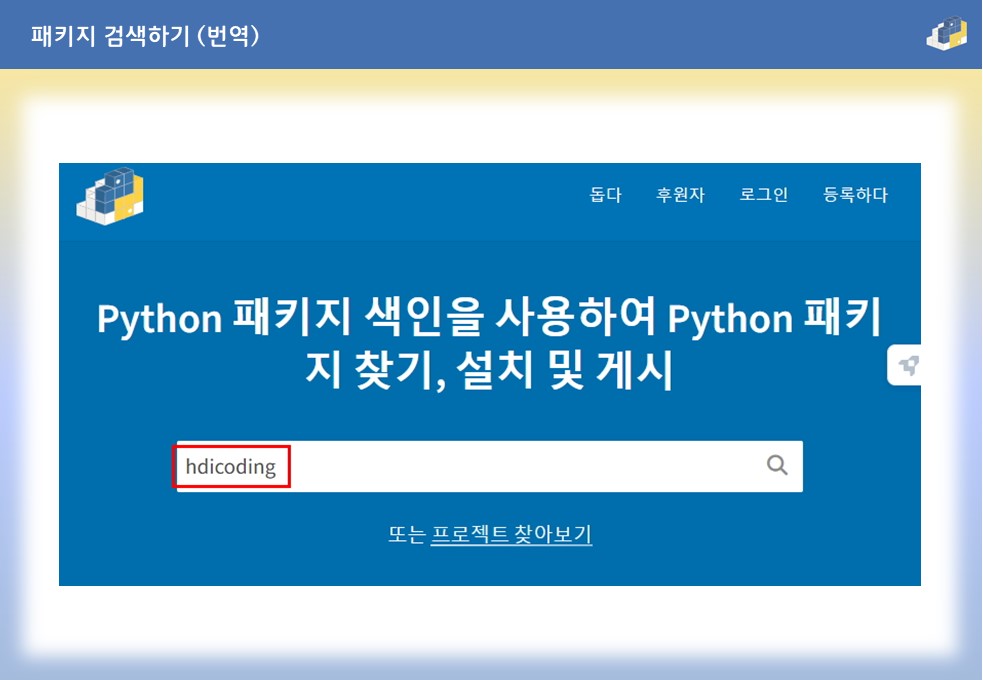 패키지 검색하기 (번역)
돕다 후원자 로그인 등록하다
Python 패키지 색인을 사용하여 Python 패키
지 찾기, 설치 및 게시
hdicoding
또는 프로젝트 찾아보기